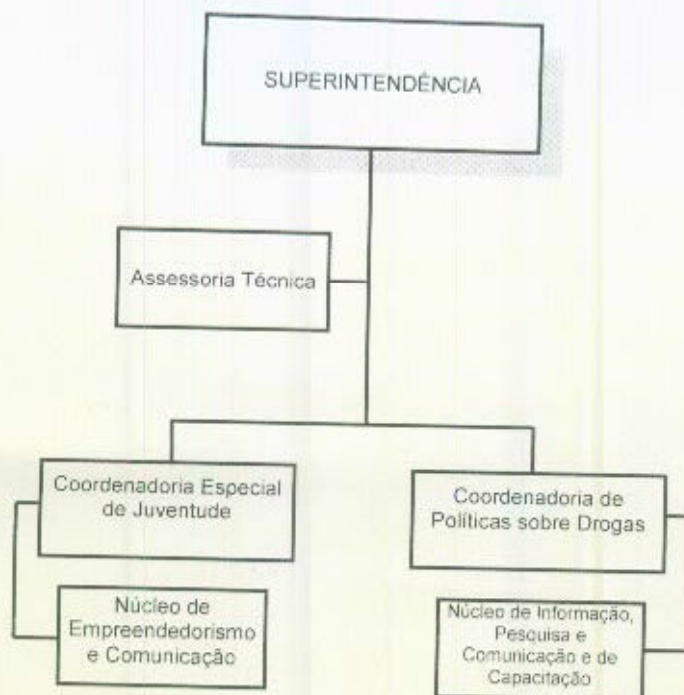 SUPERINTENDÊNCIA
Assessoria Técnica
Coordenadoria Especial
de Juventude
Coordenadoria de
Políticas sobre Drogas
Núcleo de
Empreendedorismo
e Comunicação
Núcleo de Informação,
Pesquisa e
Comunicação e de
Capacitação